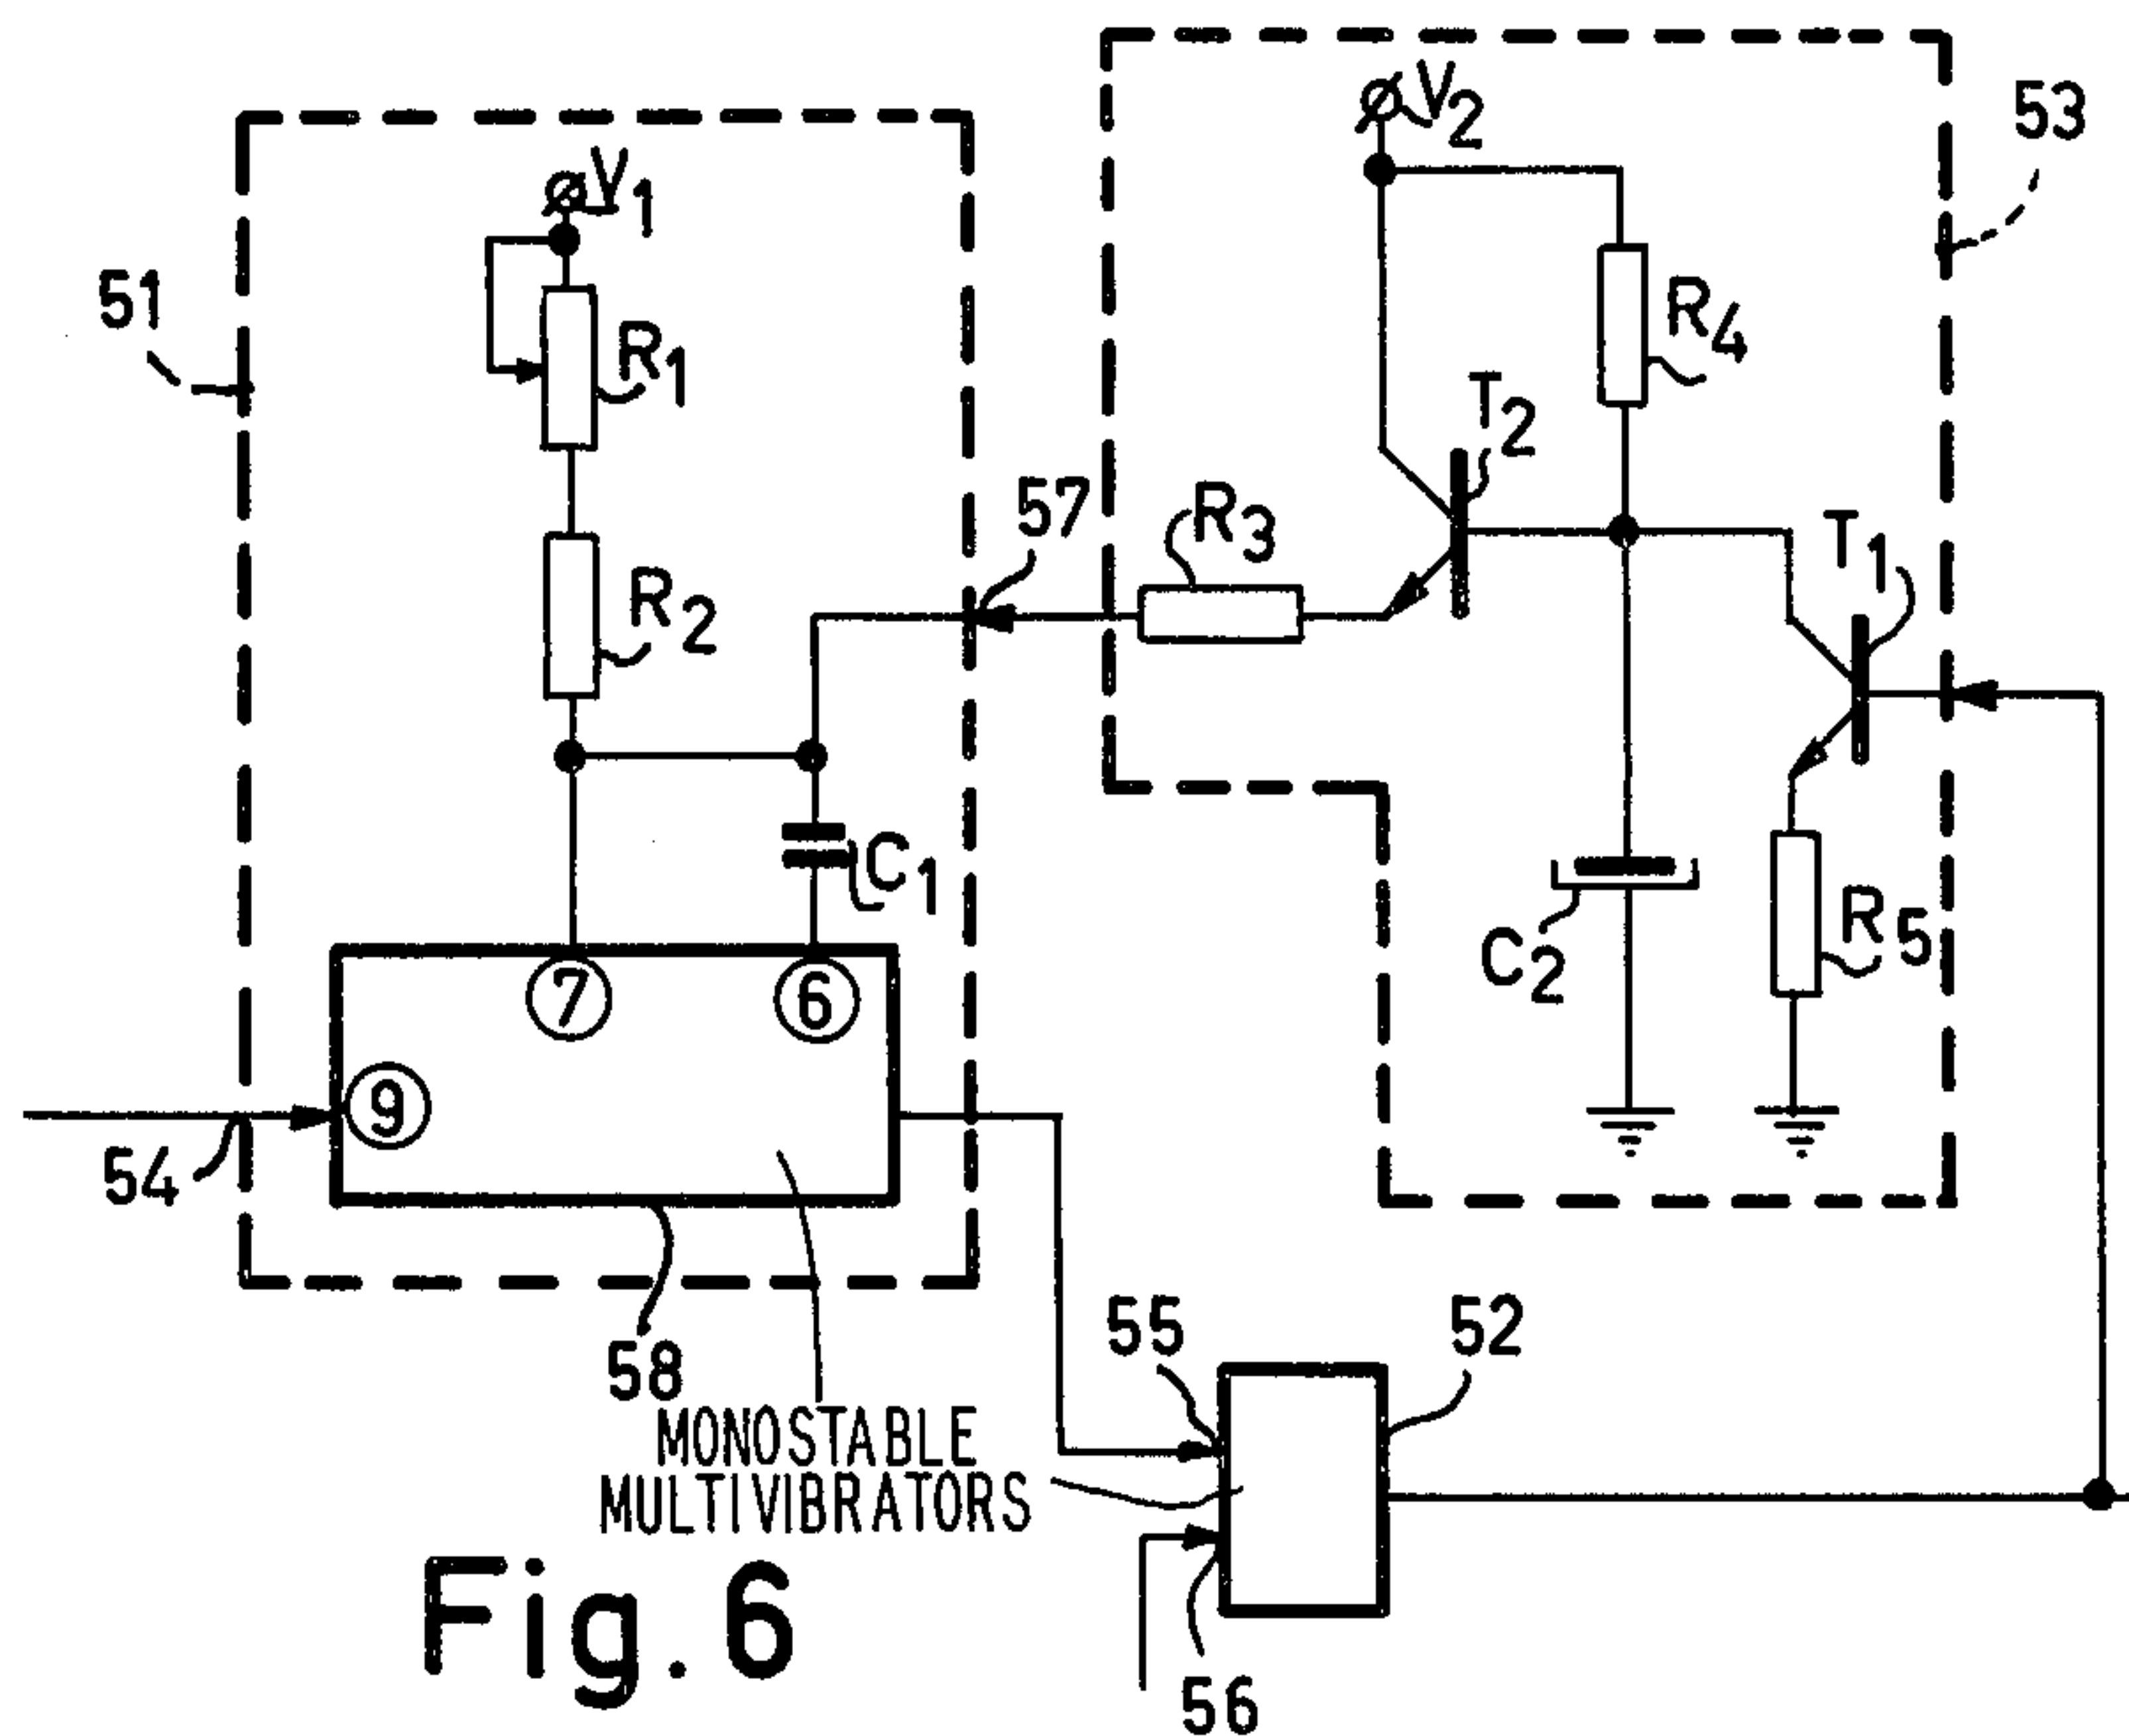 V2
53
V1
51
R1
R4
T2
57
R3
T1
R2
C1
R5
C2
7
6
9
54
58
55
52
MONOSTABLE
MULTIVIBRATORS
Fig. 6
56